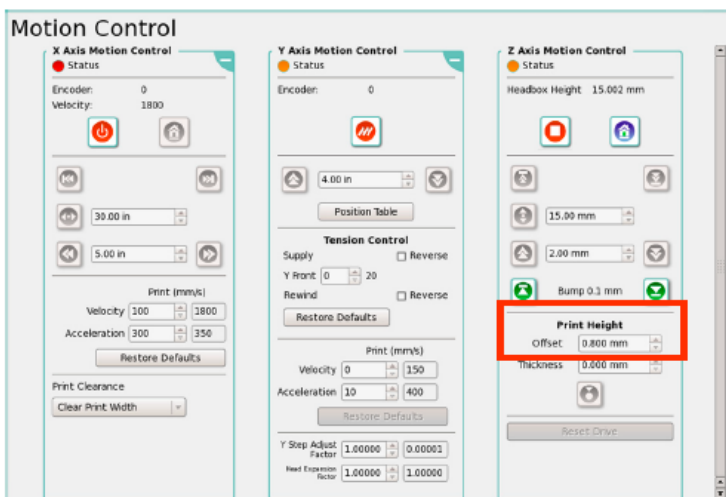 Motion Control
X Axis Motion Control
Status
Encoder: 0
Velocity: 1800
30.00 in
5.00 in
Print (mm/s)
Velocity 100 1800
Acceleration 300 350
Restore Defaults
Print Clearance
Clear Print Width
Y Axis Motion Control
Status
Encoder: 0
4.00 in
Position Table
Tension Control
Supply Reverse
Y Front 0 20
Rewind Reverse
Restore Defaults
Print (mm/s)
Velocity 0 150
Acceleration 10 400
Restore Defaults
Y Step Adjust
Factor 1.00000 0.00001
Head Expansion
Factor 1.00000 1.00000
Z Axis Motion Control
Status
Headbox Height 15.002 mm
15.00 mm
2.00 mm
Bump 0.1 mm
Print Height
Offset 0.800 mm
Thickness 0.000 mm
Reset Drive